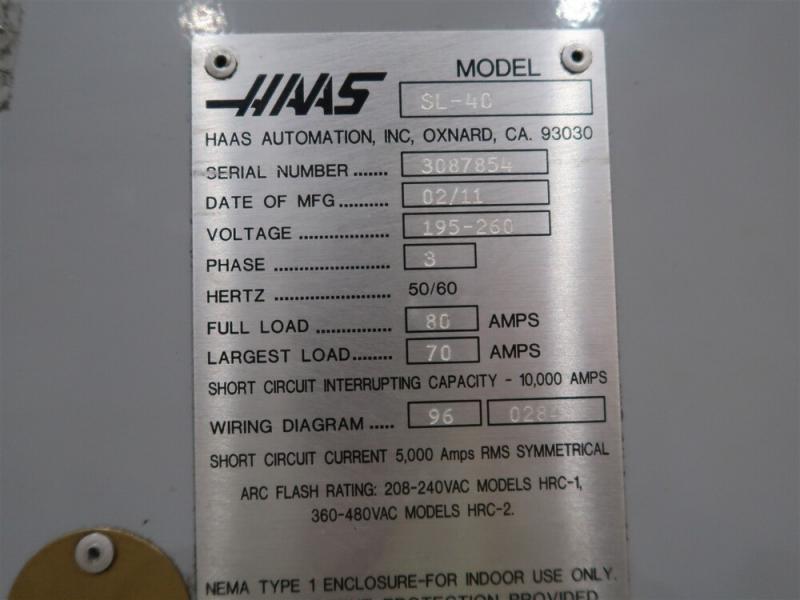 HAAS
MODEL
SL-40
HAAS AUTOMATION, INC, OXNARD, CA. 93030
SERIAL NUMBER ....... 3087854
DATE OF MFG .......... 02/11
VOLTAGE .................. 195-260
PHASE ....................... 3
HERTZ ....................... 50/60
FULL LOAD ............... 80 AMPS
LARGEST LOAD........ 70 AMPS
SHORT CIRCUIT INTERRUPTING CAPACITY - 10,000 AMPS
WIRING DIAGRAM ..... 96
SHORT CIRCUIT CURRENT 5,000 Amps RMS SYMMETRICAL
ARC FLASH RATING: 208-240VAC MODELS HRC-1,
360-480VAC MODELS HRC-2.
NEMA TYPE 1 ENCLOSURE-FOR INDOOR USE ONLY.
PROTECTION PROVIDED